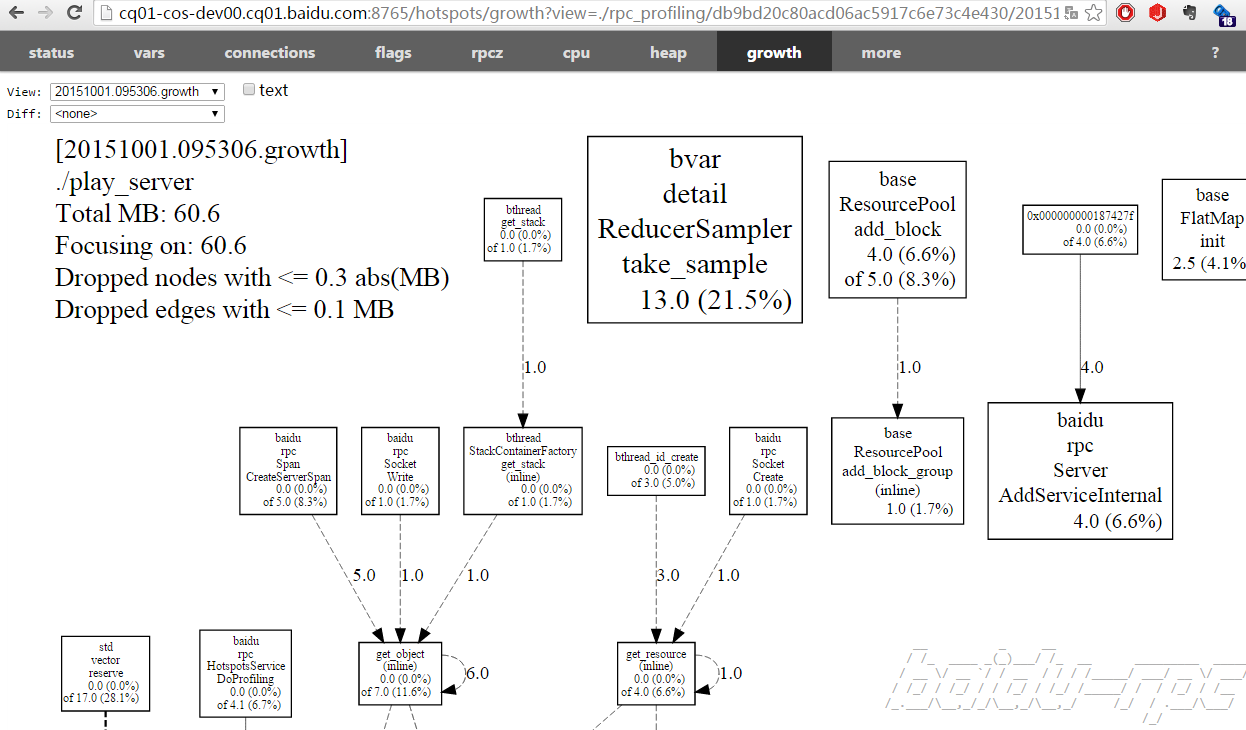 cq01-cos-dev00.cq01.baidu.com:8765/hotspots/growth?view=./rpc_profiling/db9bd20c80acd06ac5917c6e73c4e430/20151
18
status vars connections flags rpcz cpu heap growth more ?
View: 20151001.095306.growth text
Diff: <none>
[20151001.095306.growth]
./play_server
Total MB: 60.6
Focusing on: 60.6
Dropped nodes with <= 0.3 abs(MB)
Dropped edges with <= 0.1 MB
bthread
get_stack
0.0 (0.0%)
of 1.0 (1.7%)
bvar
detail
ReducerSampler
take_sample
13.0 (21.5%)
base
ResourcePool
add_block
4.0 (6.6%)
of 5.0 (8.3%)
0x000000000187427f
0.0 (0.0%)
of 4.0 (6.6%)
base
FlatMap
init
2.5 (4.1%
1.0
1.0
4.0
baidu
rpc
Span
CreateServerSpan
0.0 (0.0%)
of 5.0 (8.3%)
baidu
rpc
Socket
Write
0.0 (0.0%)
of 1.0 (1.7%)
bthread
StackContainerFactory
get_stack
(inline)
0.0 (0.0%)
of 1.0 (1.7%)
bthread_id_create
0.0 (0.0%)
of 3.0 (5.0%)
baidu
rpc
Socket
Create
0.0 (0.0%)
of 1.0 (1.7%)
base
ResourcePool
add_block_group
(inline)
1.0 (1.7%)
baidu
rpc
Server
AddServiceInternal
4.0 (6.6%)
5.0
1.0
1.0
3.0
1.0
std
vector
reserve
0.0 (0.0%)
of 17.0 (28.1%)
baidu
rpc
HotspotsService
DoProfiling
0.0 (0.0%)
of 4.1 (6.7%)
get_object
(inline)
0.0 (0.0%)
of 7.0 (11.6%)
6.0
get_resource
(inline)
0.0 (0.0%)
of 4.0 (6.6%)
1.0
baidu-rpc